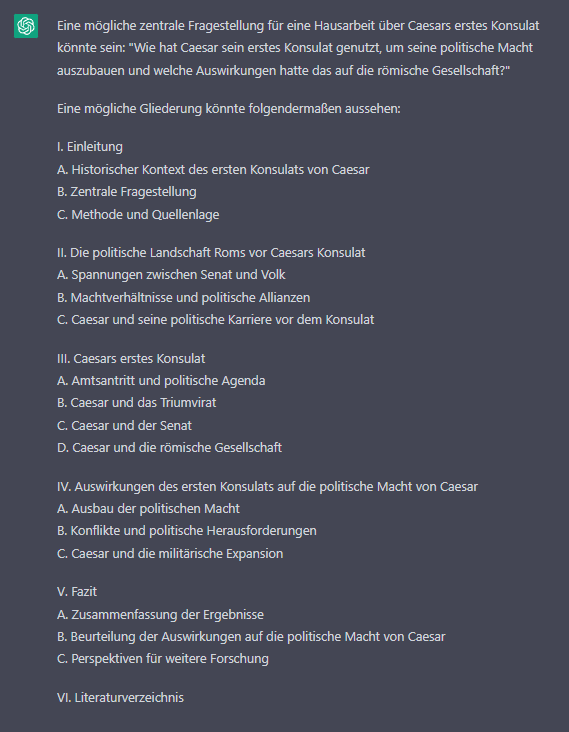 Eine mögliche zentrale Fragestellung für eine Hausarbeit über Caesars erstes Konsulat
könnte sein: "Wie hat Caesar sein erstes Konsulat genutzt, um seine politische Macht
auszubauen und welche Auswirkungen hatte das auf die römische Gesellschaft?"
Eine mögliche Gliederung könnte folgendermaßen aussehen:
I. Einleitung
A. Historischer Kontext des ersten Konsulats von Caesar
B. Zentrale Fragestellung
C. Methode und Quellenlage
II. Die politische Landschaft Roms vor Caesars Konsulat
A. Spannungen zwischen Senat und Volk
B. Machtverhältnisse und politische Allianzen
C. Caesar und seine politische Karriere vor dem Konsulat
III. Caesars erstes Konsulat
A. Amtsantritt und politische Agenda
B. Caesar und das Triumvirat
C. Caesar und der Senat
D. Caesar und die römische Gesellschaft
IV. Auswirkungen des ersten Konsulats auf die politische Macht von Caesar
A. Ausbau der politischen Macht
B. Konflikte und politische Herausforderungen
C. Caesar und die militärische Expansion
V. Fazit
A. Zusammenfassung der Ergebnisse
B. Beurteilung der Auswirkungen auf die politische Macht von Caesar
C. Perspektiven für weitere Forschung
VI. Literaturverzeichnis